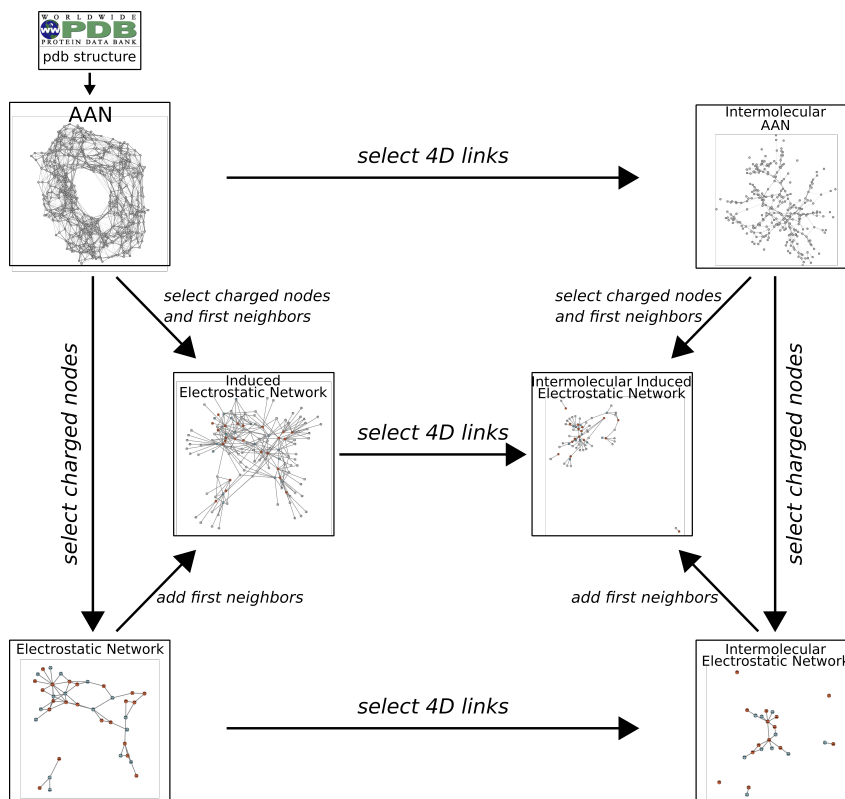 WORLDWIDE
ww PDB
PROTEIN DATA BANK
pdb structure
AAN
select 4D links
Intermolecular
AAN
select charged nodes
and first neighbors
select charged nodes
and first neighbors
select charged nodes
Induced
Electrostatic Network
select 4D links
Intermolecular Induced
Electrostatic Network
select charged nodes
add first neighbors
add first neighbors
Electrostatic Network
select 4D links
Intermolecular
Electrostatic Network